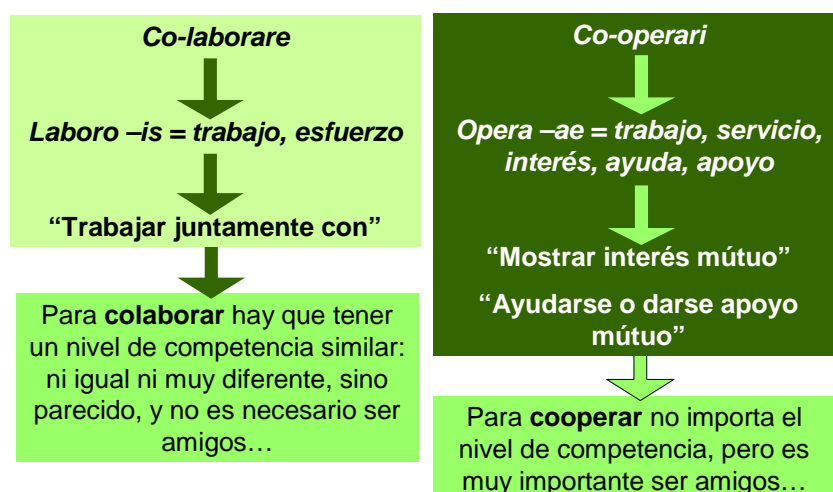 Co-laborare
Laboro –is = trabajo, esfuerzo
“Trabajar juntamente con”
Para colaborar hay que tener
un nivel de competencia similar:
ni igual ni muy diferente, sino
parecido, y no es necesario ser
amigos…
Co-operari
Opera –ae = trabajo, servicio,
interés, ayuda, apoyo
“Mostrar interés mútuo”
“Ayudarse o darse apoyo
mútuo”
Para cooperar no importa el
nivel de competencia, pero es
muy importante ser amigos…